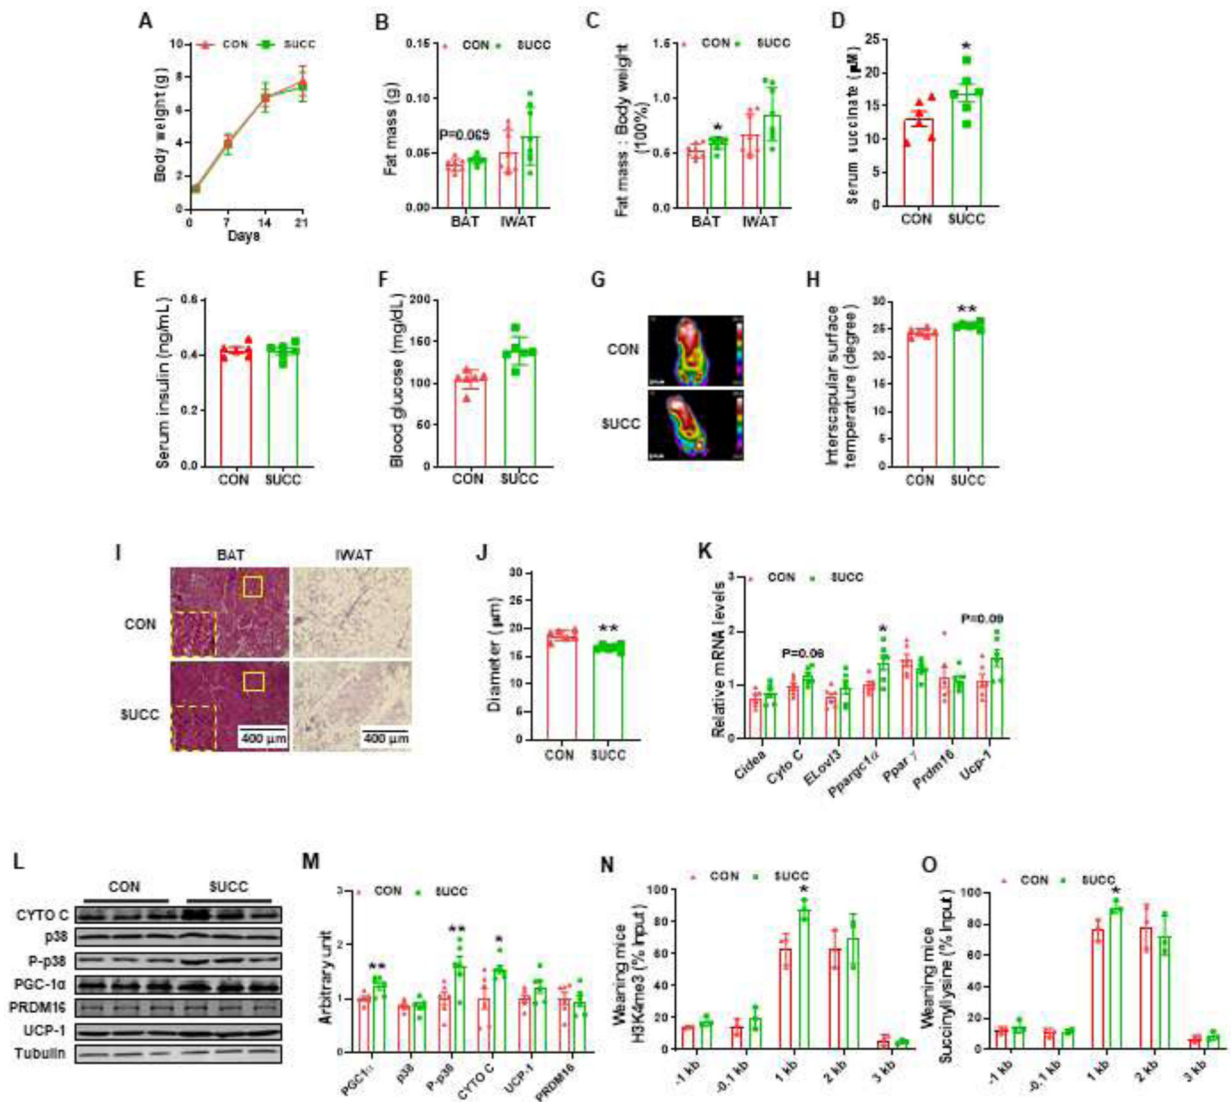 A
CON SUCC
Body weight (g)
10
8
6
4
2
0
0 7 14 21
Days
B
CON SUCC
Fat mass (g)
0.15
0.10
0.05
0.00
P=0.069
BAT IWAT
C
CON SUCC
Fat mass : Body weight
(100%)
1.5
1.0
0.5
0.0
*
BAT IWAT
D
Serum succinate (μM)
25
20
15
10
5
0
*
CON SUCC
E
Serum insulin (ng/mL)
0.6
0.4
0.2
0.0
CON SUCC
F
Blood glucose (mg/dL)
200
150
100
50
0
CON SUCC
G
CON
SUCC
H
Interscapular surface
temperature (degree)
30
25
20
15
10
5
0
**
CON SUCC
I
BAT IWAT
CON
SUCC
400 μm
400 μm
J
Diameter (μm)
30
25
20
15
10
5
0
**
CON SUCC
K
CON SUCC
Relative mRNA levels
3
2
1
0
P=0.06
*
P=0.09
Cidea
Cyto C
ELovl3
Ppargc1α
Ppar γ
Prdm16
Ucp-1
L
CON SUCC
CYTO C
p38
P-p38
PGC-1α
PRDM16
UCP-1
Tubulin
M
CON SUCC
Arbitrary unit
3
2
1
0
**
**
*
PGC1α
p38
P-p38
CYTO C
UCP-1
PRDM16
N
CON SUCC
Weaning mice
H3K4me3 (% Input)
100
80
60
40
20
0
*
-1 kb
-0.1 kb
1 kb
2 kb
3 kb
O
CON SUCC
Weaning mice
Succinyllysine (% Input)
100
80
60
40
20
0
*
-1 kb
-0.1 kb
1 kb
2 kb
3 kb